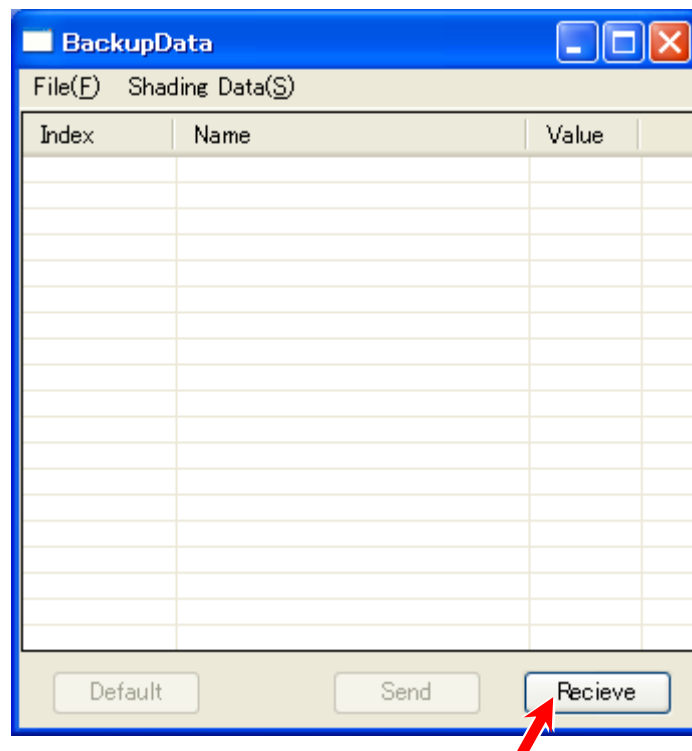 BackupData
File(F) Shading Data(S)
Index Name Value
Default Send Recieve